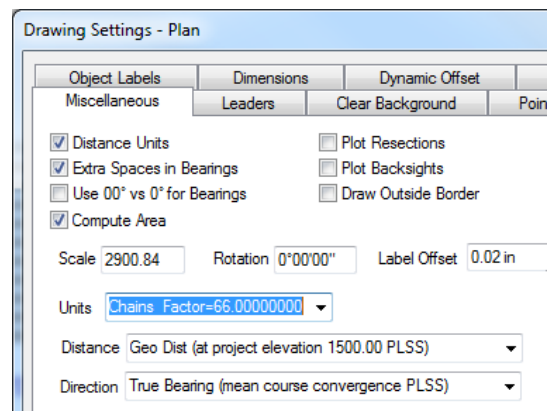 Drawing Settings - Plan
Object Labels Dimensions Dynamic Offset
Miscellaneous Leaders Clear Background
Distance Units Plot Resections
Extra Spaces in Bearings Plot Backsights
Use 00° vs 0° for Bearings Draw Outside Border
Compute Area
Scale 2900.84 Rotation 0°00'00" Label Offset 0.02 in
Units Chains Factor=66.00000000
Distance Geo Dist (at project elevation 1500.00 PLSS)
Direction True Bearing (mean course convergence PLSS)